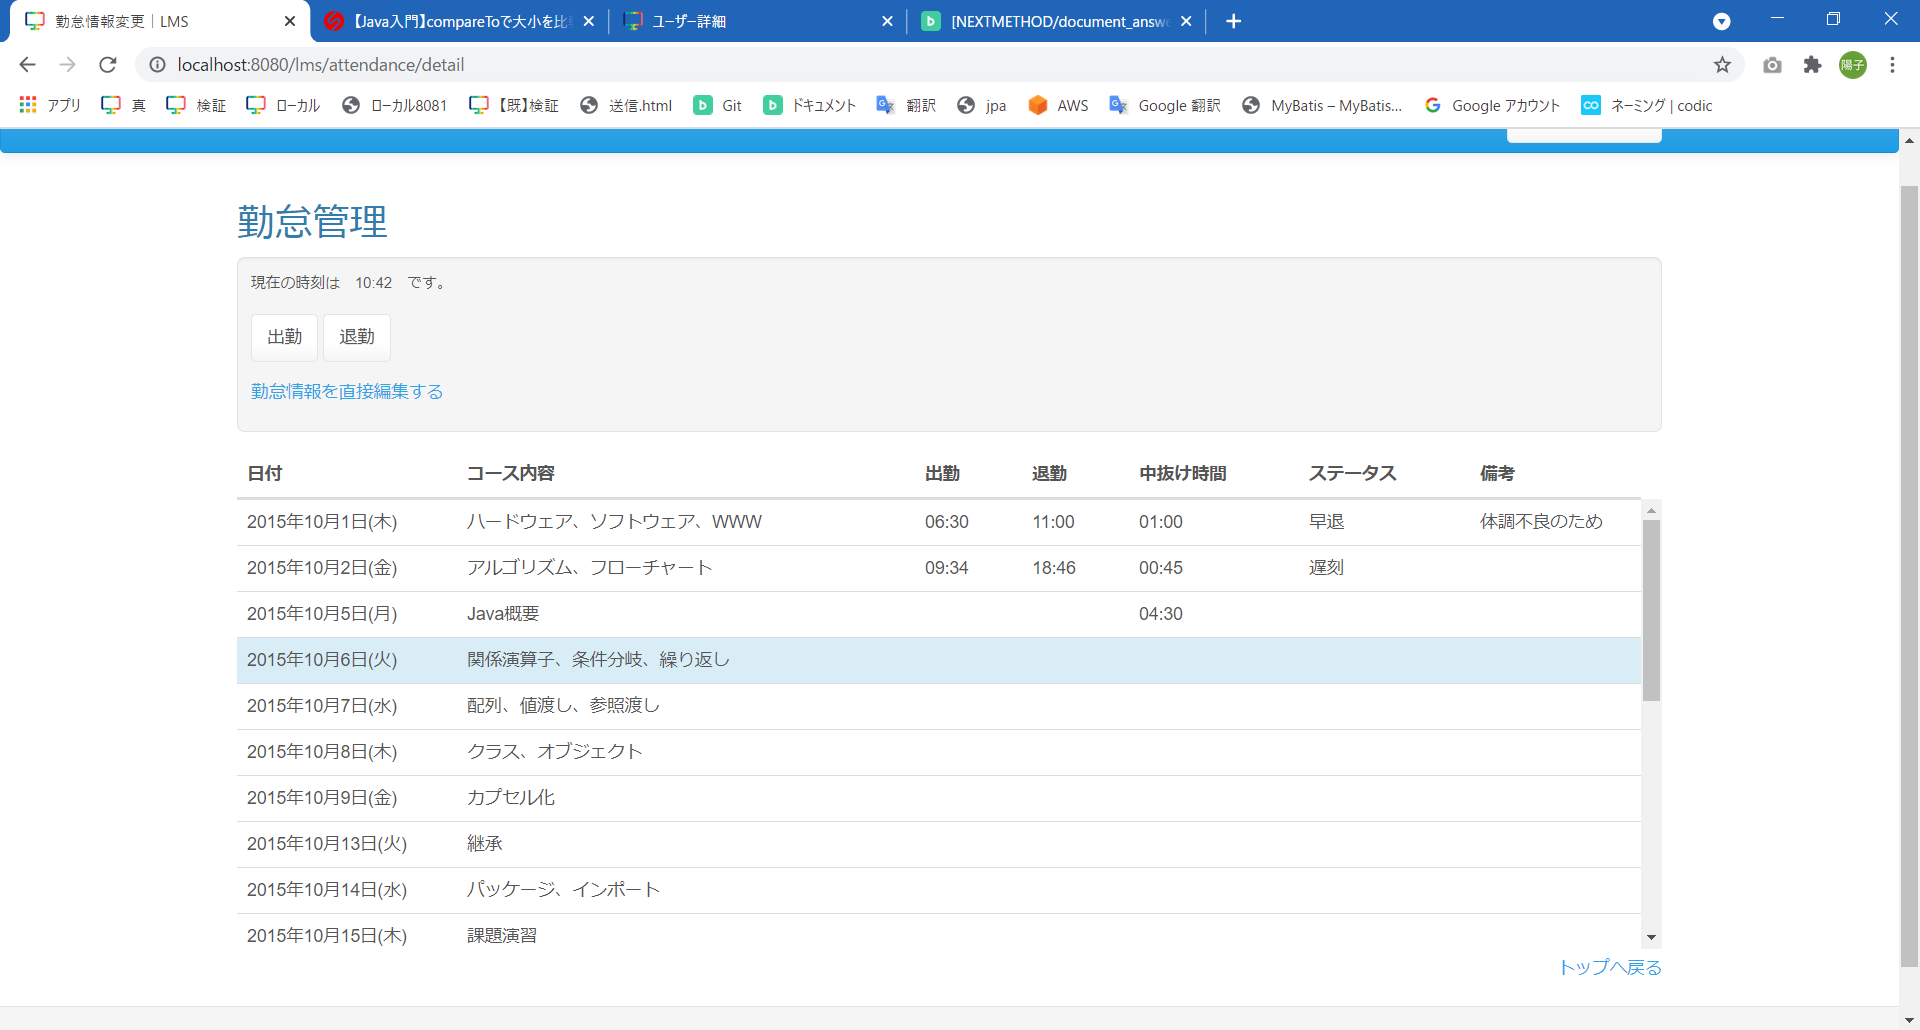 勤怠情報変更｜LMS
【Java入門】compareToで大小を比
ユーザー詳細
[NEXTMETHOD/document_answe
localhost:8080/lms/attendance/detail
陽子
アプリ 真 検証 ローカル ローカル8081 【既】検証 送信.html Git ドキュメント 翻訳 jpa AWS Google 翻訳 MyBatis – MyBatis... Google アカウント ネーミング | codic
勤怠管理
現在の時刻は 10:42 です。
出勤 退勤
勤怠情報を直接編集する
日付 コース内容 出勤 退勤 中抜け時間 ステータス 備考
2015年10月1日(木) ハードウェア、ソフトウェア、WWW 06:30 11:00 01:00 早退 体調不良のため
2015年10月2日(金) アルゴリズム、フローチャート 09:34 18:46 00:45 遅刻
2015年10月5日(月) Java概要 04:30
2015年10月6日(火) 関係演算子、条件分岐、繰り返し
2015年10月7日(水) 配列、値渡し、参照渡し
2015年10月8日(木) クラス、オブジェクト
2015年10月9日(金) カプセル化
2015年10月13日(火) 継承
2015年10月14日(水) パッケージ、インポート
2015年10月15日(木) 課題演習
トップへ戻る